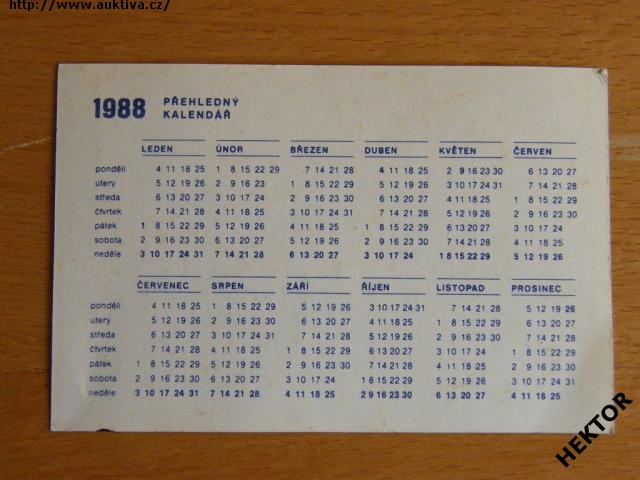 http://www.auktiva.cz/
1988 PŘEHLEDNÝ
KALENDÁŘ
LEDEN ÚNOR BŘEZEN DUBEN KVĚTEN ČERVEN
pondělí 4 11 18 25 1 8 15 22 29 7 14 21 28 4 11 18 25 2 9 16 23 30 6 13 20 27
úterý 5 12 19 26 2 9 16 23 1 8 15 22 29 5 12 19 26 3 10 17 24 31 7 14 21 28
středa 6 13 20 27 3 10 17 24 2 9 16 23 30 6 13 20 27 4 11 18 25 1 8 15 22 29
čtvrtek 7 14 21 28 4 11 18 25 3 10 17 24 31 7 14 21 28 5 12 19 26 2 9 16 23 30
pátek 1 8 15 22 29 5 12 19 26 4 11 18 25 1 8 15 22 29 6 13 20 27 3 10 17 24
sobota 2 9 16 23 30 6 13 20 27 5 12 19 26 2 9 16 23 30 7 14 21 28 4 11 18 25
neděle 3 10 17 24 31 7 14 21 28 6 13 20 27 3 10 17 24 1 8 15 22 29 5 12 19 26
ČERVENEC SRPEN ZÁŘÍ ŘÍJEN LISTOPAD PROSINEC
pondělí 4 11 18 25 1 8 15 22 29 5 12 19 26 3 10 17 24 31 7 14 21 28 5 12 19 26
úterý 5 12 19 26 2 9 16 23 30 6 13 20 27 4 11 18 25 1 8 15 22 29 6 13 20 27
středa 6 13 20 27 3 10 17 24 31 7 14 21 28 5 12 19 26 2 9 16 23 30 7 14 21 28
čtvrtek 7 14 21 28 4 11 18 25 1 8 15 22 29 6 13 20 27 3 10 17 24 1 8 15 22 29
pátek 1 8 15 22 29 5 12 19 26 2 9 16 23 30 7 14 21 28 4 11 18 25 2 9 16 23 30
sobota 2 9 16 23 30 6 13 20 27 3 10 17 24 1 8 15 22 29 5 12 19 26 3 10 17 24 31
neděle 3 10 17 24 31 7 14 21 28 4 11 18 25 2 9 16 23 30 6 13 20 27 4 11 18 25
HEKTOR